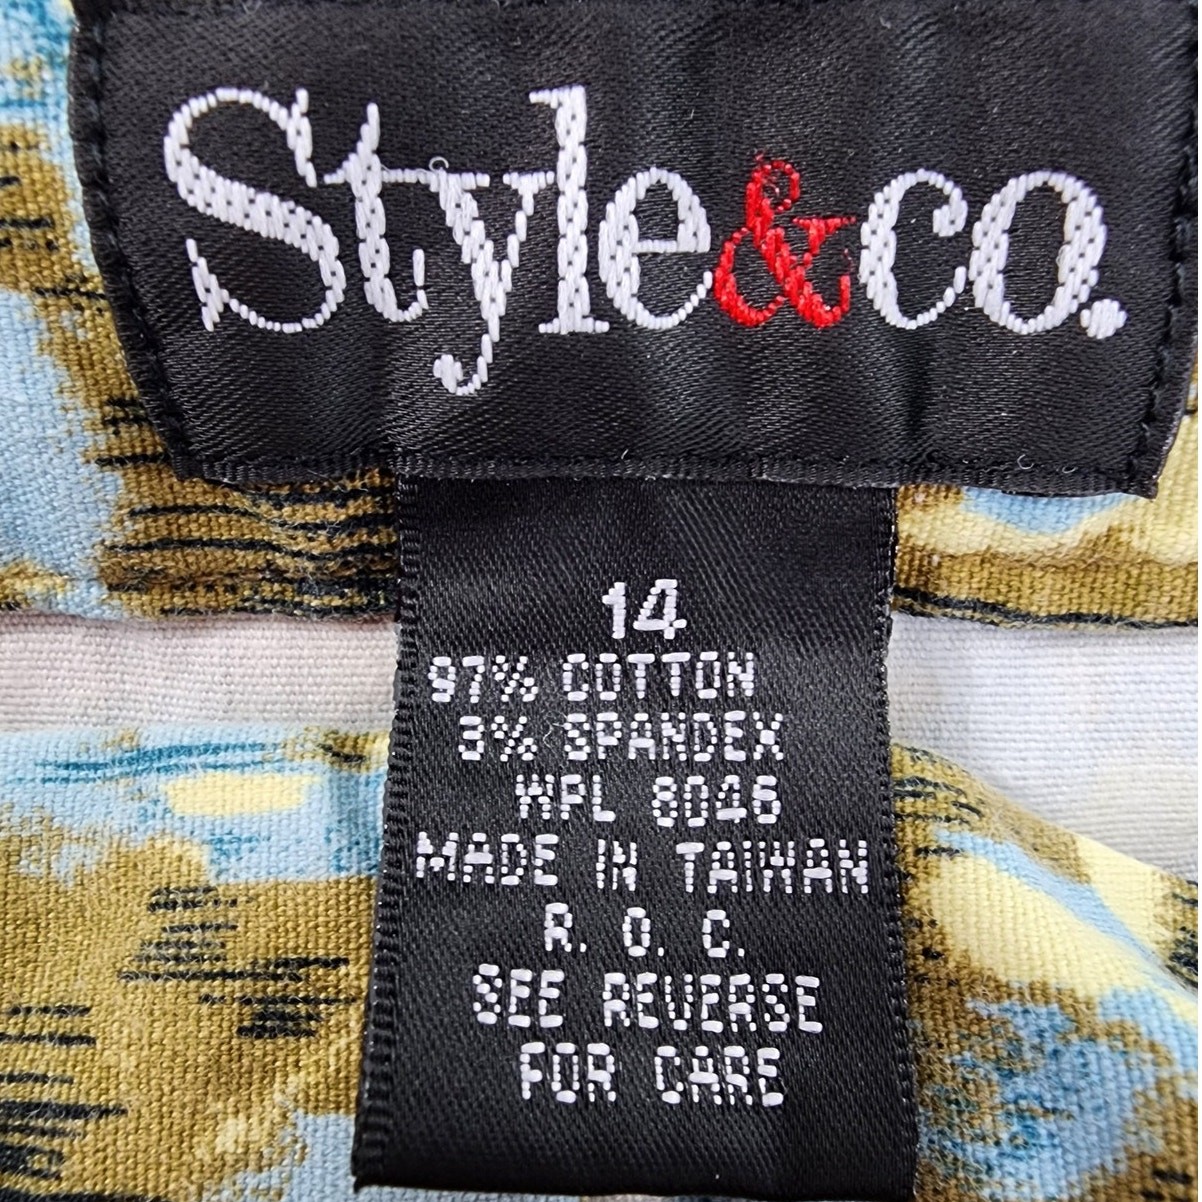 Style&co.
14
97% COTTON
3% SPANDEX
WPL 8046
MADE IN TAIWAN
R. O. C.
SEE REVERSE
FOR CARE